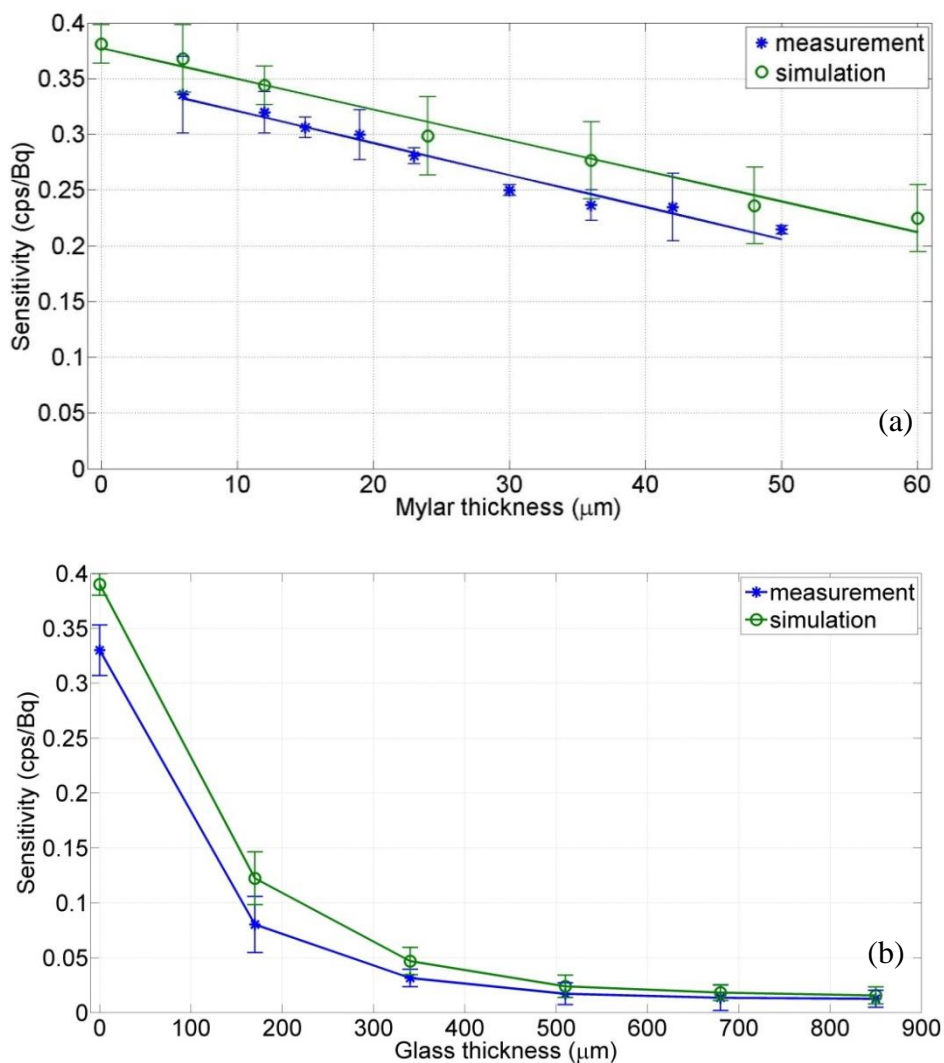 0.4
0.35
0.3
0.25
0.2
0.15
0.1
0.05
0
Sensitivity (cps/Bq)
measurement
simulation
(a)
0 10 20 30 40 50 60
Mylar thickness (μm)
0.4
0.35
0.3
0.25
0.2
0.15
0.1
0.05
0
Sensitivity (cps/Bq)
measurement
simulation
(b)
0 100 200 300 400 500 600 700 800 900
Glass thickness (μm)